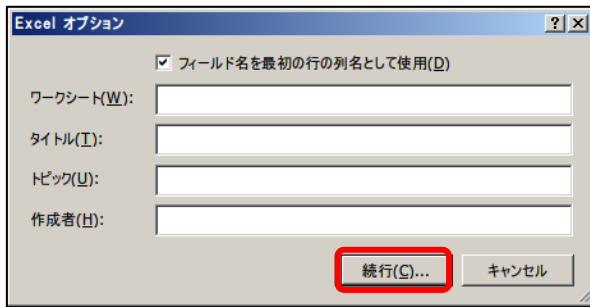 Excel オプション
フィールド名を最初の行の列名として使用(D)
ワークシート(W):
タイトル(T):
トピック(U):
作成者(H):
続行(C)... キャンセル